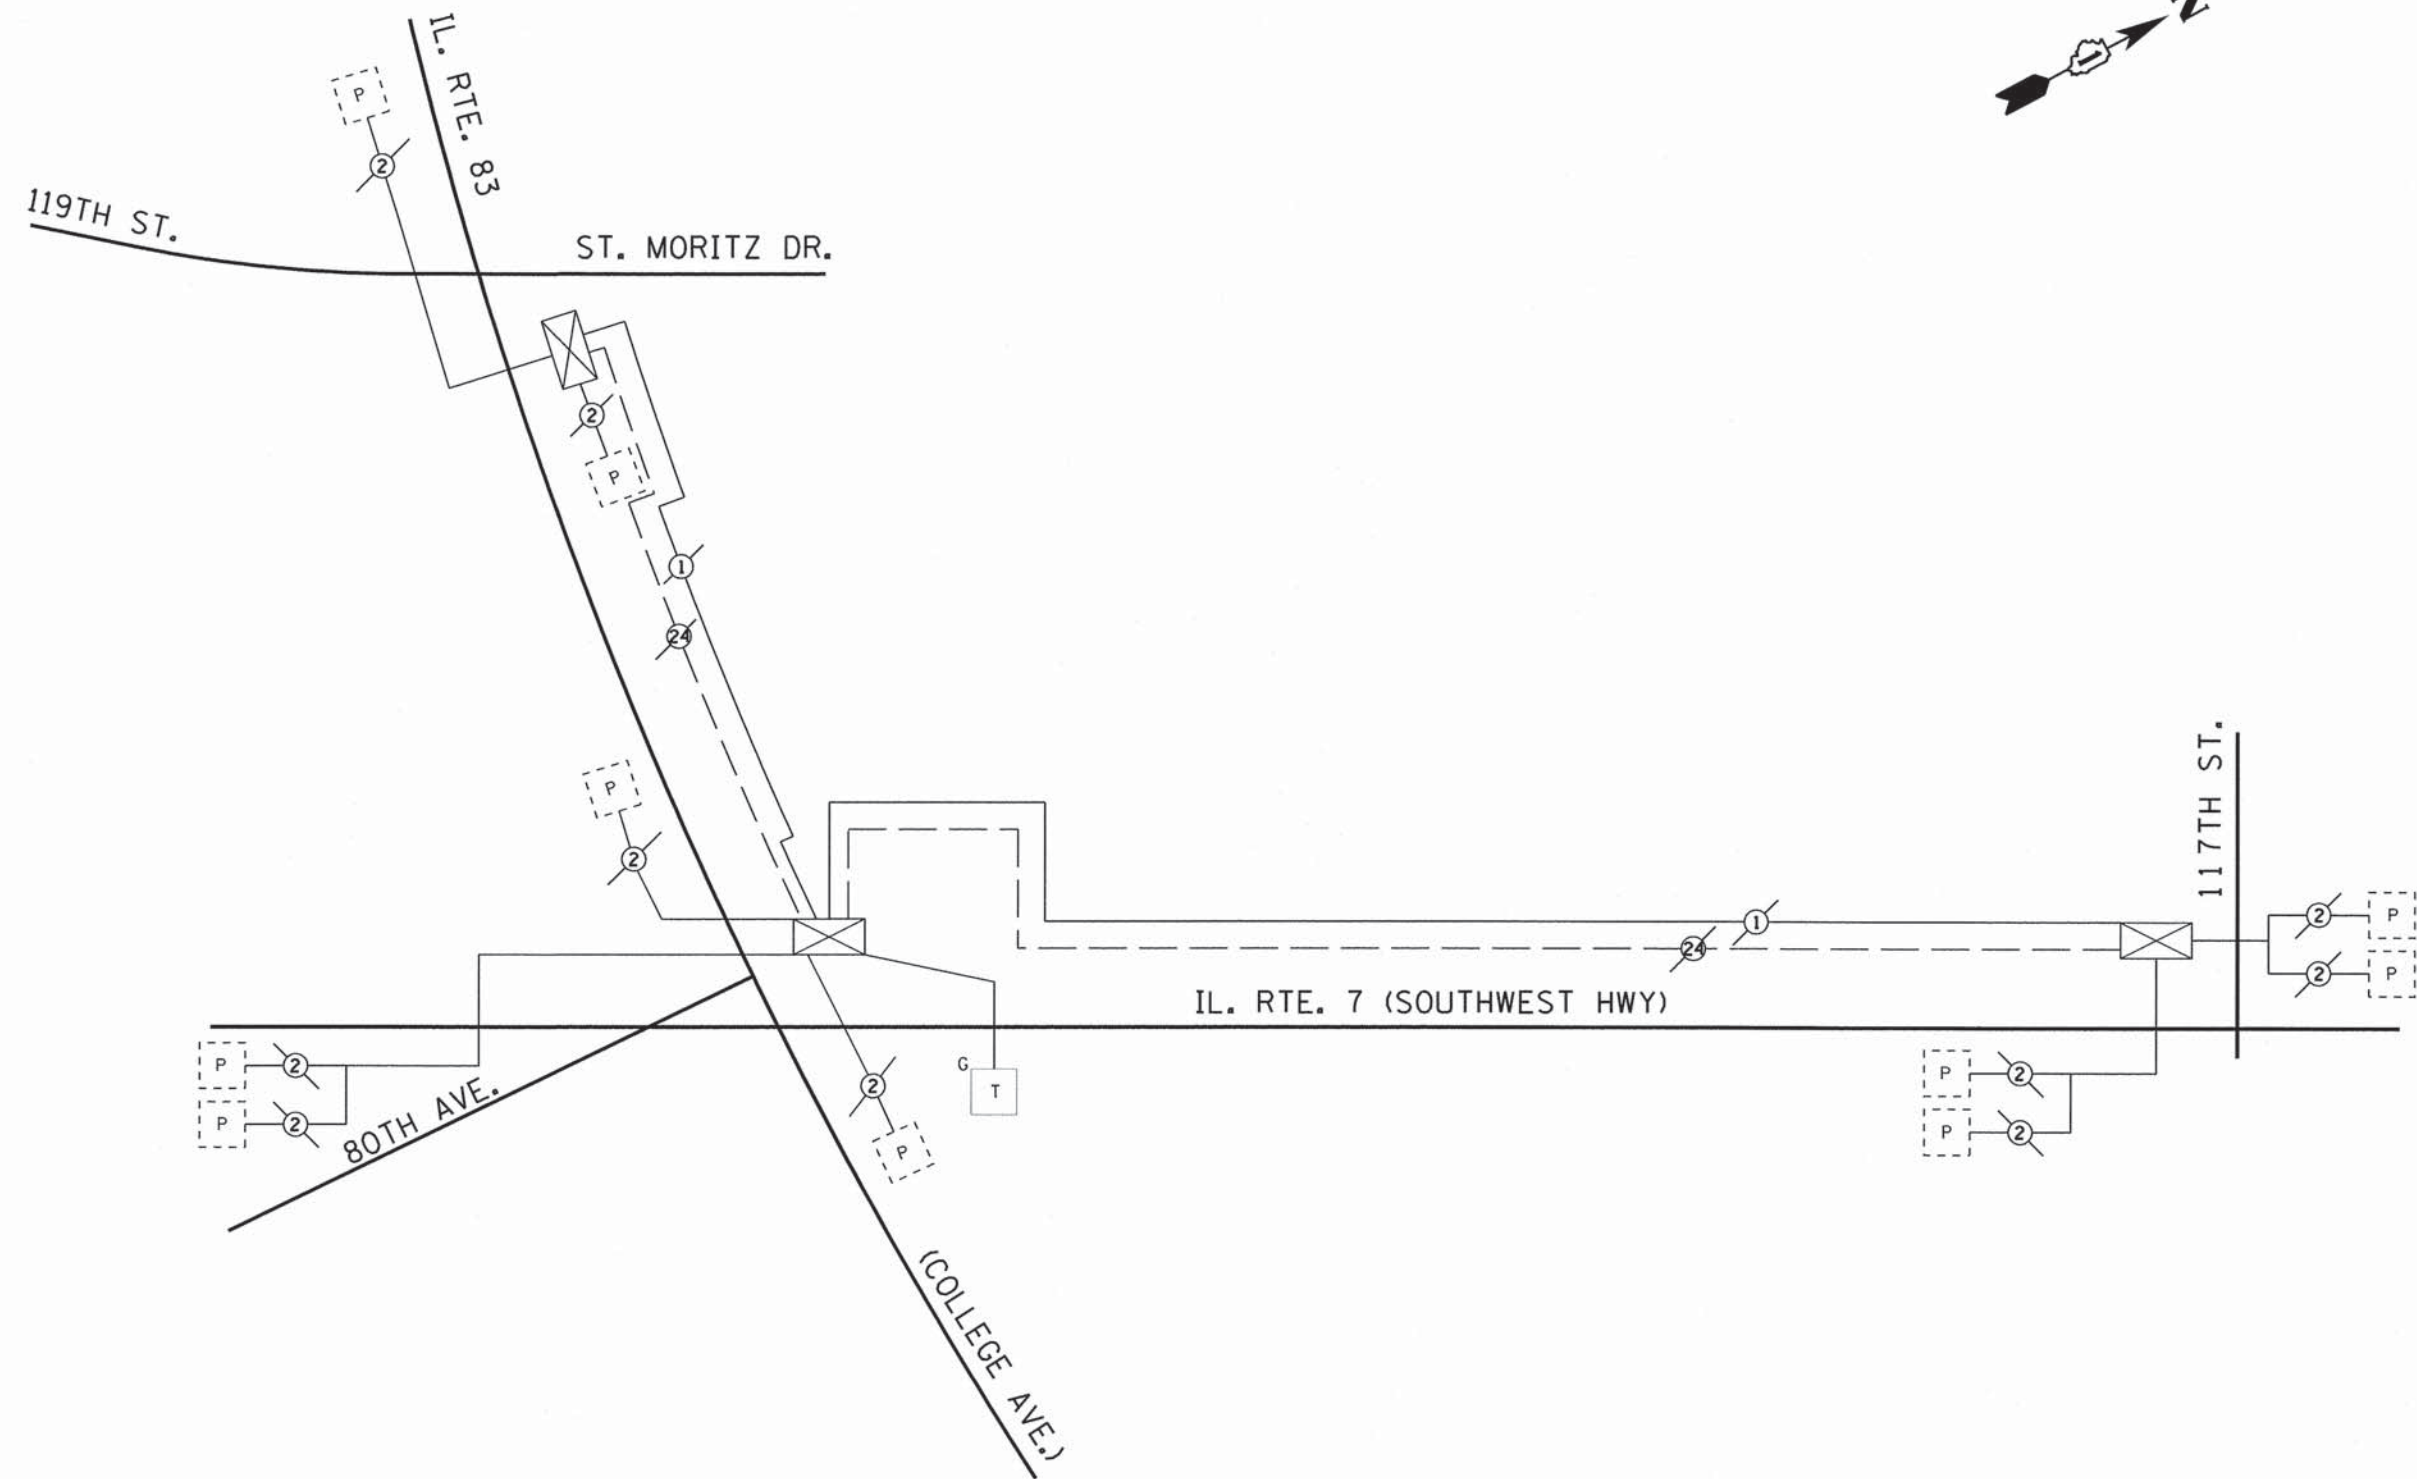 N
IL. RTE. 83
P
2
119TH ST.
ST. MORITZ DR.
2
P
1
24
117TH ST.
P
2
2
P
1
24
2
P
IL. RTE. 7 (SOUTHWEST HWY)
P
2
G
T
2
P
2
P
2
80TH AVE.
P
2
P
2
P
(COLLEGE AVE.)